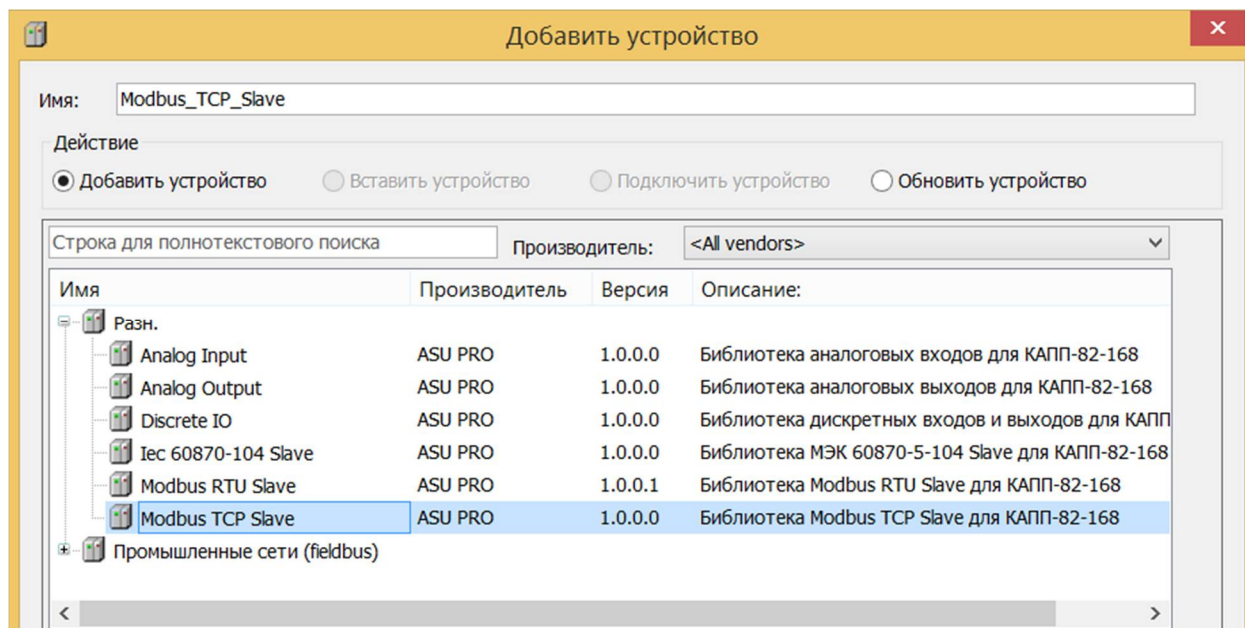 Добавить устройство
Имя: Modbus_TCP_Slave
Действие
Добавить устройство Вставить устройство Подключить устройство Обновить устройство
Строка для полнотекстового поиска Производитель: <All vendors>
Имя Производитель Версия Описание:
Разн.
Analog Input ASU PRO 1.0.0.0 Библиотека аналоговых входов для КАПП-82-168
Analog Output ASU PRO 1.0.0.0 Библиотека аналоговых выходов для КАПП-82-168
Discrete IO ASU PRO 1.0.0.0 Библиотека дискретных входов и выходов для КАПП
Iec 60870-104 Slave ASU PRO 1.0.0.0 Библиотека МЭК 60870-5-104 Slave для КАПП-82-168
Modbus RTU Slave ASU PRO 1.0.0.1 Библиотека Modbus RTU Slave для КАПП-82-168
Modbus TCP Slave ASU PRO 1.0.0.0 Библиотека Modbus TCP Slave для КАПП-82-168
Промышленные сети (fieldbus)